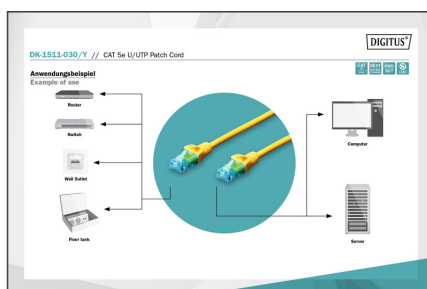 DIGITUS®
DK-1511-030/Y // CAT 5e U/UTP Patch Cord
Anwendungsbeispiel
Example of use
Router
Switch
Wall Outlet
Floor tank
Computer
Server